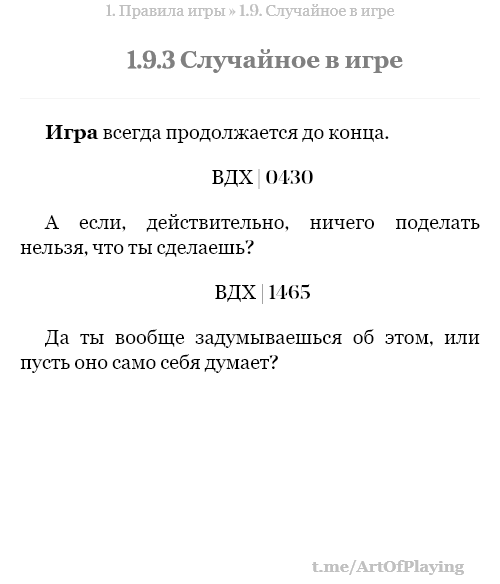 1. Правила игры » 1.9. Случайное в игре
1.9.3 Случайное в игре
Игра всегда продолжается до конца.
ВДХ | 0430
А если, действительно, ничего поделать
нельзя, что ты сделаешь?
ВДХ | 1465
Да ты вообще задумываешься об этом, или
пусть оно само себя думает?
t.me/ArtOfPlaying